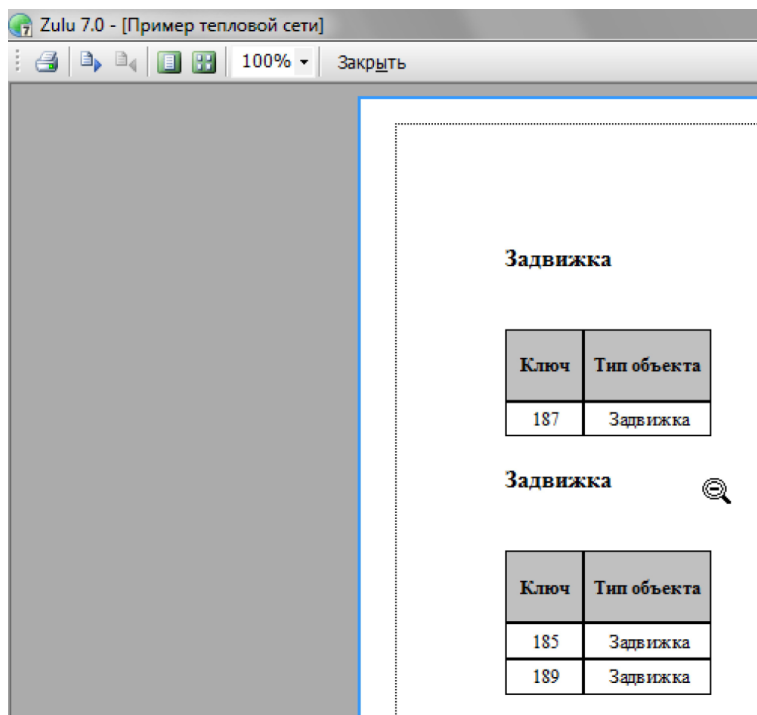 Zulu 7.0 - [Пример тепловой сети]
100% Закрыть
Задвижка
Ключ Тип объекта
187 Задвижка
Задвижка
Ключ Тип объекта
185 Задвижка
189 Задвижка